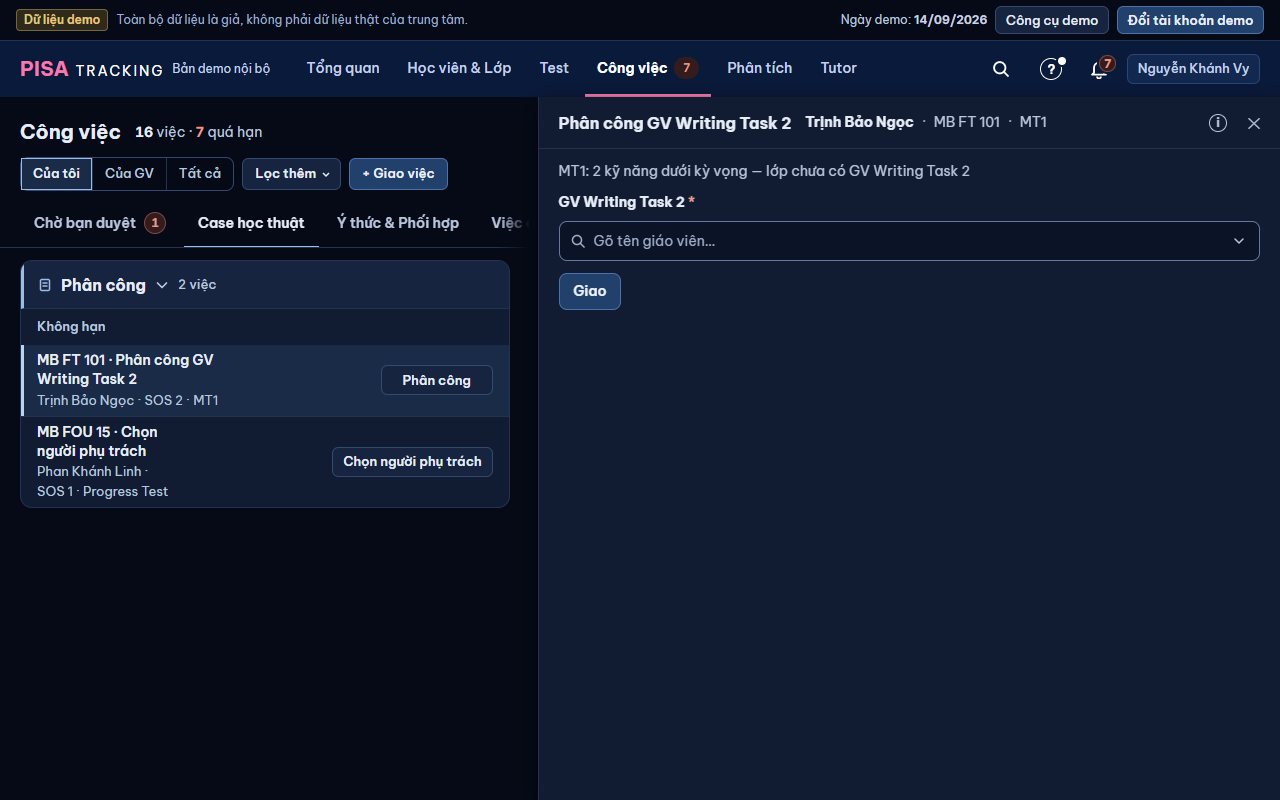 Dữ liệu demo Toàn bộ dữ liệu là giả, không phải dữ liệu thật của trung tâm. Ngày demo: 14/09/2026 Công cụ demo Đổi tài khoản demo
PISA TRACKING Bản demo nội bộ Tổng quan Học viên & Lớp Test Công việc 7 Phân tích Tutor ? 7 Nguyễn Khánh Vy
Công việc 16 việc · 7 quá hạn
Của tôi Của GV Tất cả Lọc thêm + Giao việc
Chờ bạn duyệt 1 Case học thuật Ý thức & Phối hợp Việc
Phân công 2 việc
Không hạn
MB FT 101 · Phân công GV
Writing Task 2
Trịnh Bảo Ngọc · SOS 2 · MT1
Phân công
MB FOU 15 · Chọn
người phụ trách
Phan Khánh Linh ·
SOS 1 · Progress Test
Chọn người phụ trách
Phân công GV Writing Task 2 Trịnh Bảo Ngọc · MB FT 101 · MT1
MT1: 2 kỹ năng dưới kỳ vọng — lớp chưa có GV Writing Task 2
GV Writing Task 2 *
Gõ tên giáo viên...
Giao